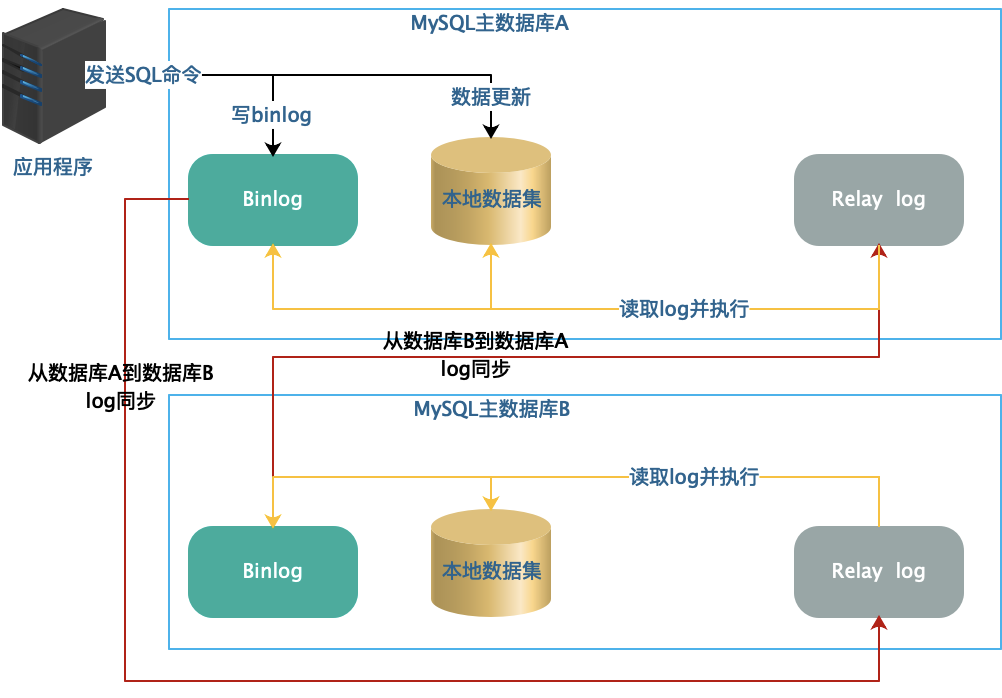 MySQL主数据库A
发送SQL命令
数据更新
写binlog
应用程序
Binlog
本地数据集
Relay log
读取log并执行
从数据库B到数据库A
log同步
从数据库A到数据库B
log同步
MySQL主数据库B
读取log并执行
Binlog
本地数据集
Relay log